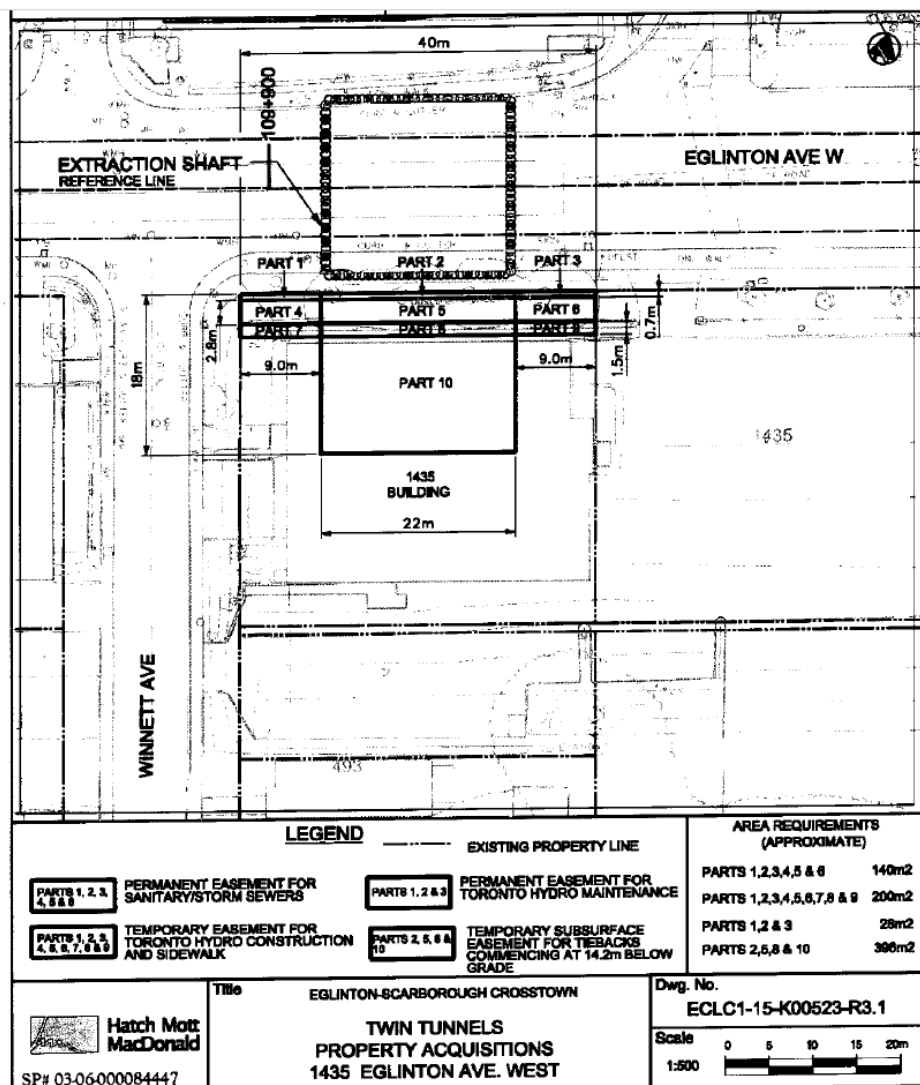 40m
109+900
EXTRACTION SHAFT
REFERENCE LINE
EGLINTON AVE W
PART 1
PART 2
PART 3
PART 4
PART 5
PART 6
PART 7
PART 8
PART 9
2.8m
18m
9.0m
9.0m
1.5m
0.7m
PART 10
1435
1435
BUILDING
22m
WINNETT AVE
493
LEGEND
EXISTING PROPERTY LINE
PARTS 1, 2, 3,
4, 5 & 6
PERMANENT EASEMENT FOR
SANITARY/STORM SEWERS
PARTS 1, 2 & 3
PERMANENT EASEMENT FOR
TORONTO HYDRO MAINTENANCE
PARTS 1, 2, 3,
4, 5, 6, 7, 8 & 9
TEMPORARY EASEMENT FOR
TORONTO HYDRO CONSTRUCTION
AND SIDEWALK
PARTS 2, 5, 8 &
10
TEMPORARY SUBSURFACE
EASEMENT FOR TIEBACKS
COMMENCING AT 14.2m BELOW
GRADE
AREA REQUIREMENTS
(APPROXIMATE)
PARTS 1,2,3,4,5 & 6 140m2
PARTS 1,2,3,4,5,6,7,8 & 9 200m2
PARTS 1,2 & 3 28m2
PARTS 2,5,8 & 10 396m2
Hatch Mott
MacDonald
SP# 03-06-000084447
Title
EGLINTON-SCARBOROUGH CROSSTOWN
TWIN TUNNELS
PROPERTY ACQUISITIONS
1435 EGLINTON AVE. WEST
Dwg. No.
ECLC1-15-K00523-R3.1
Scale
1:500
0 5 10 15 20m